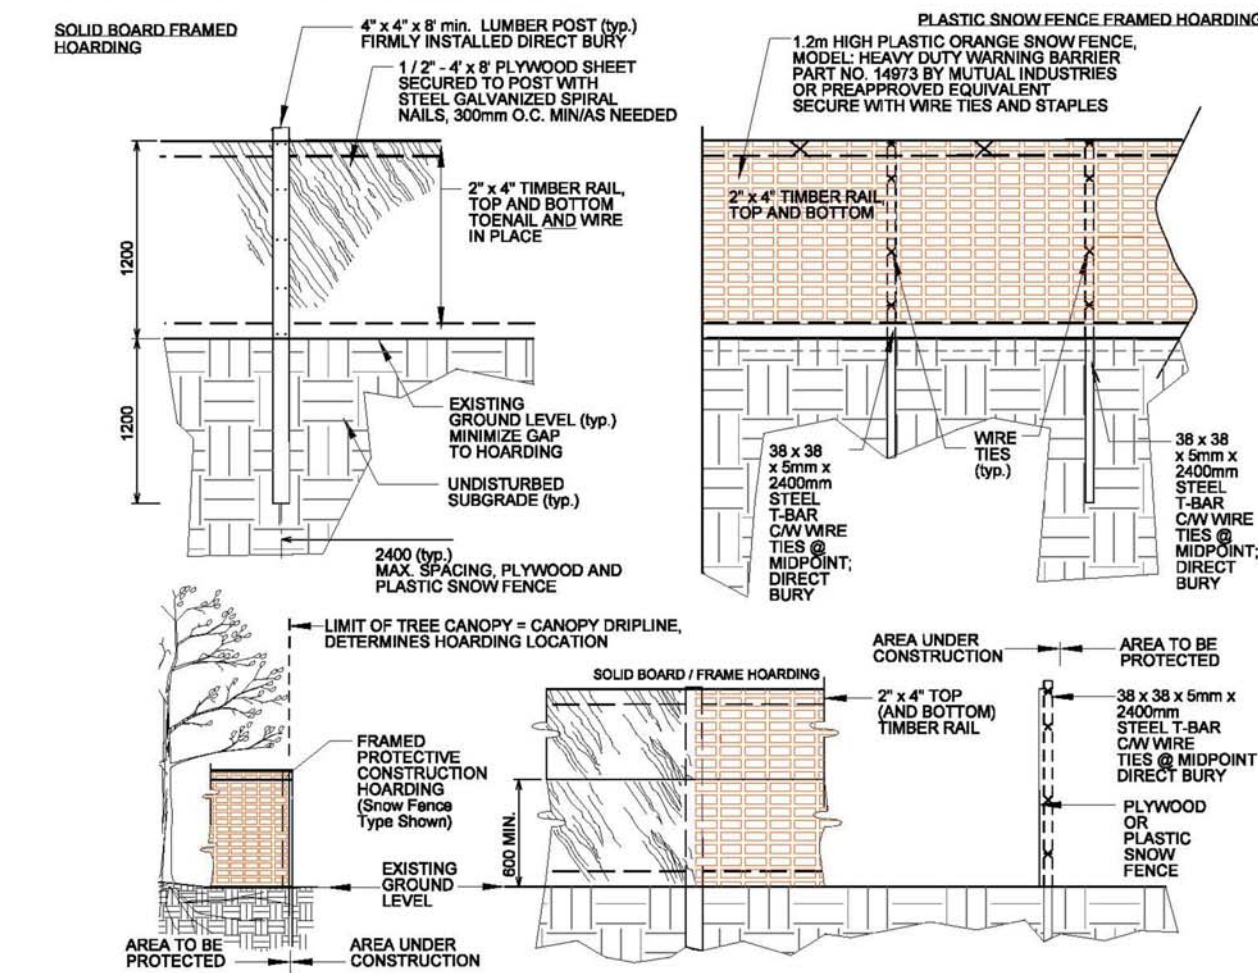 SOLID BOARD FRAMED
HOARDING
4" x 4" x 8' min. LUMBER POST (typ.)
FIRMLY INSTALLED DIRECT BURY
1 / 2" - 4' x 8' PLYWOOD SHEET
SECURED TO POST WITH
STEEL GALVANIZED SPIRAL
NAILS, 300mm O.C. MIN/AS NEEDED
2" x 4" TIMBER RAIL,
TOP AND BOTTOM
TOENAIL AND WIRE
IN PLACE
1200
1200
EXISTING
GROUND LEVEL (typ.)
MINIMIZE GAP
TO HOARDING
UNDISTURBED
SUBGRADE (typ.)
2400 (typ.)
MAX. SPACING, PLYWOOD AND
PLASTIC SNOW FENCE
PLASTIC SNOW FENCE FRAMED HOARDING
1.2m HIGH PLASTIC ORANGE SNOW FENCE,
MODEL: HEAVY DUTY WARNING BARRIER
PART NO. 14973 BY MUTUAL INDUSTRIES
OR PREAPPROVED EQUIVALENT
SECURE WITH WIRE TIES AND STAPLES
2" x 4" TIMBER RAIL,
TOP AND BOTTOM
38 x 38
x 5mm x
2400mm
STEEL
T-BAR
C/W WIRE
TIES @
MIDPOINT;
DIRECT
BURY
WIRE
TIES
(typ.)
38 x 38
x 5mm x
2400mm
STEEL
T-BAR
C/W WIRE
TIES @
MIDPOINT;
DIRECT
BURY
LIMIT OF TREE CANOPY = CANOPY DRIPLINE,
DETERMINES HOARDING LOCATION
FRAMED
PROTECTIVE
CONSTRUCTION
HOARDING
(Snow Fence
Type Shown)
EXISTING
GROUND
LEVEL
AREA TO BE
PROTECTED
AREA UNDER
CONSTRUCTION
SOLID BOARD / FRAME HOARDING
2" x 4" TOP
(AND BOTTOM)
TIMBER RAIL
600 MIN.
AREA UNDER
CONSTRUCTION
AREA TO BE
PROTECTED
38 x 38 x 5mm x
2400mm
STEEL T-BAR
C/W WIRE
TIES @ MIDPOINT
DIRECT BURY
PLYWOOD
OR
PLASTIC
SNOW
FENCE